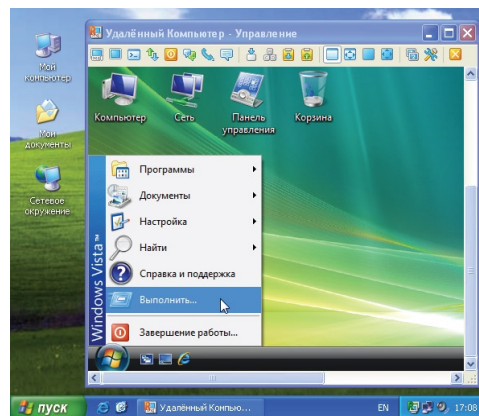 Удалённый Компьютер - Управление
Мой
компьютер
Мои
документы
Сетевое
окружение
Компьютер
Сеть
Панель
управления
Корзина
Программы
Документы
Настройка
Найти
Справка и поддержка
Выполнить...
Завершение работы...
Windows Vista™
пуск
Удалённый Компью...
EN
17:08